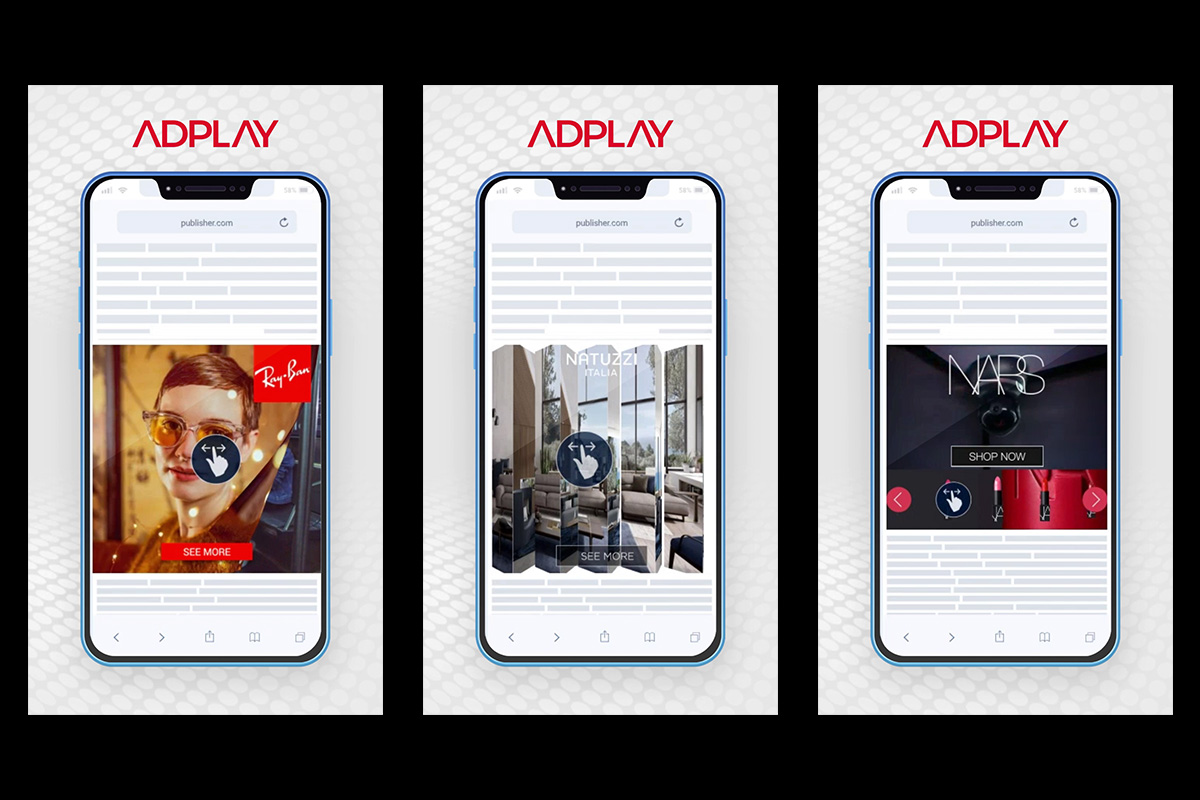 ADPLAY
58%
publisher.com
Ray-Ban
SEE MORE
ADPLAY
58%
publisher.com
NATUZZI
ITALIA
SEE MORE
ADPLAY
58%
publisher.com
NARS
SHOP NOW